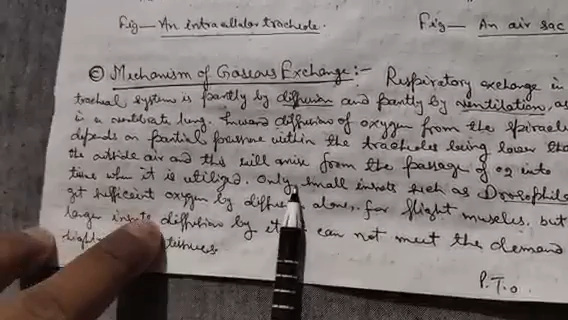 Fig— An intracellular tracheole.
Fig— An air sac
(c) Mechanism of Gaseous Exchange:— Respiratory exchange in
tracheal system is partly by diffusion and partly by ventilation, as
in a vertebrate lung. Inward diffusion of oxygen from the spiracle
depends on partial pressure within the tracheoles being lower than
the outside air and this will arise from the passage of O2 into
tissue when it is utilized. Only small insects such as Drosophila
get sufficient oxygen by diffusion alone, for flight muscles, but
larger insects diffusion by it can not meet the demand
tissues
P.T.O